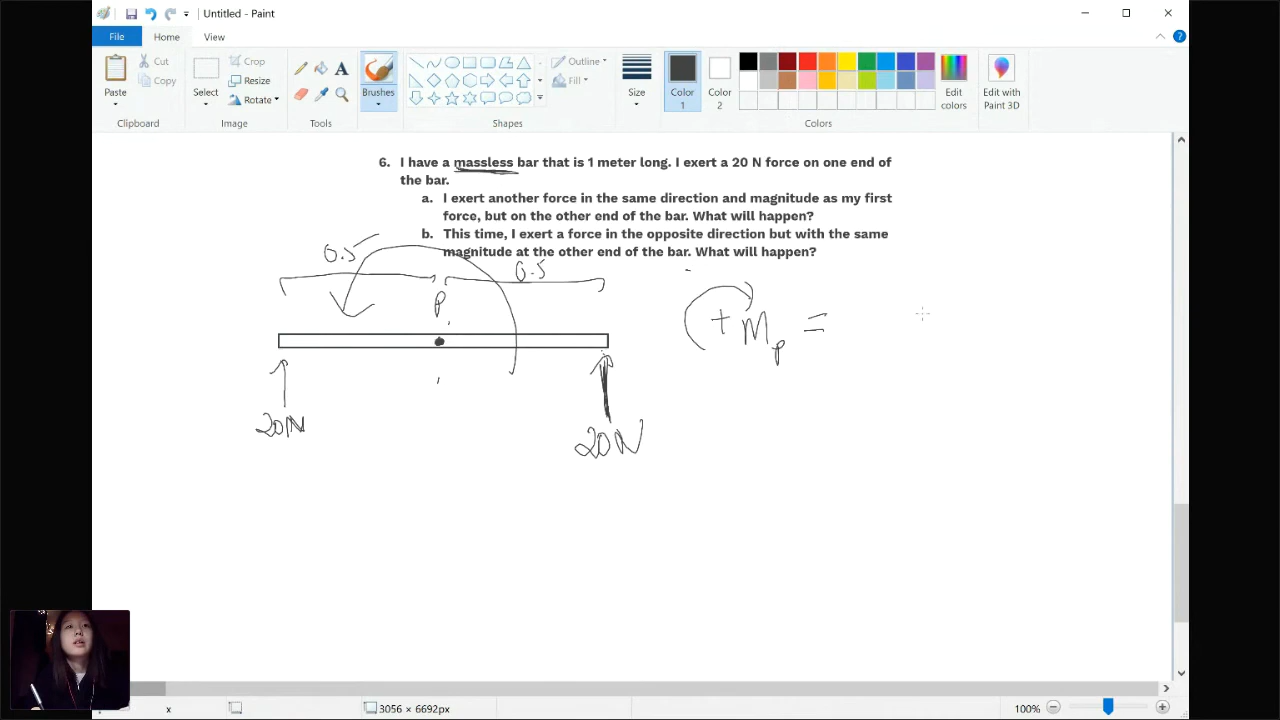 Untitled - Paint
File Home View
Cut
Copy
Paste
Clipboard
Crop
Resize
Rotate
Select
Image
Tools
Brushes
Outline
Fill
Shapes
Size
Color 1
Color 2
Edit colors
Edit with Paint 3D
Colors
6. I have a massless bar that is 1 meter long. I exert a 20 N force on one end of
the bar.
a. I exert another force in the same direction and magnitude as my first
force, but on the other end of the bar. What will happen?
b. This time, I exert a force in the opposite direction but with the same
magnitude at the other end of the bar. What will happen?
0.5 0.5
P
+ M_p =
20N 20N
x
3056 × 6692px
100%